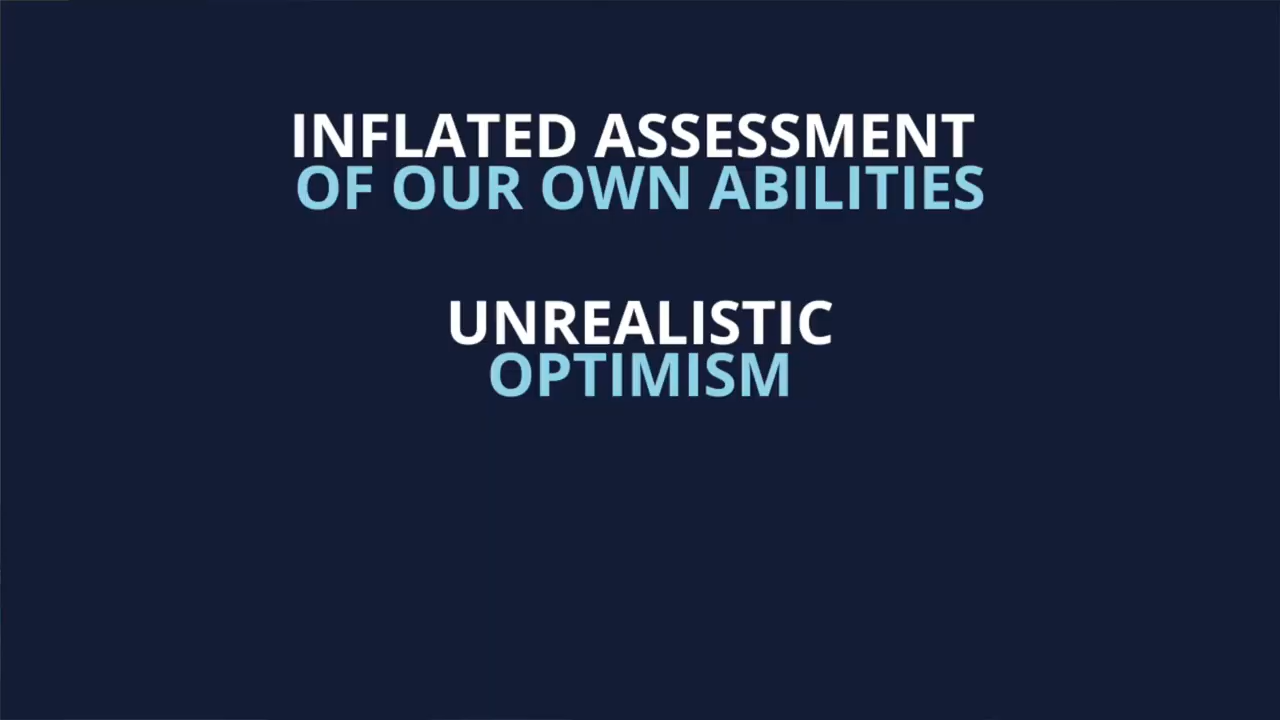 INFLATED ASSESSMENT
OF OUR OWN ABILITIES
UNREALISTIC
OPTIMISM